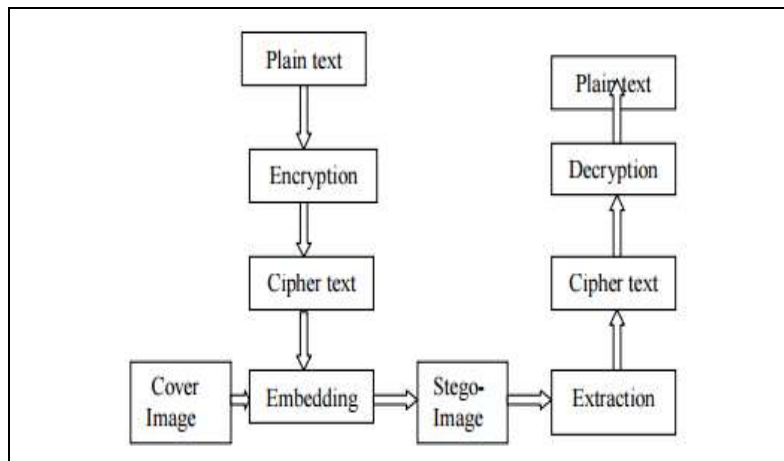 Plain text
Encryption
Cipher text
Cover
Image
Embedding
Stego-
Image
Extraction
Cipher text
Decryption
Plain text